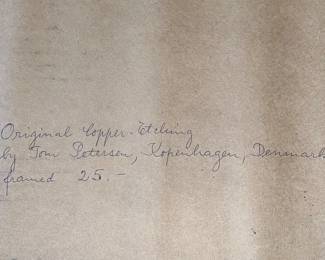 Original Copper-Etching
by Tom Petersen, Kopenhagen, Denmark
framed 25.-